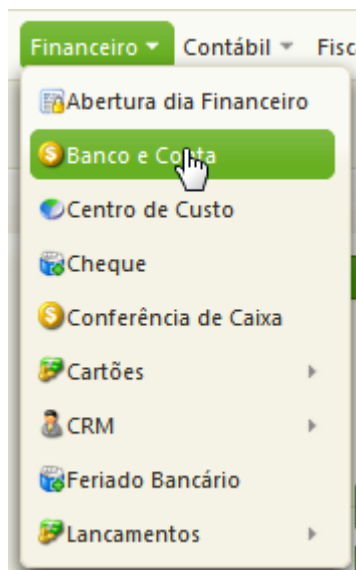 Financeiro Contábil Fisc
Abertura dia Financeiro
Banco e Conta
Centro de Custo
Cheque
Conferência de Caixa
Cartões
CRM
Feriado Bancário
Lancamentos